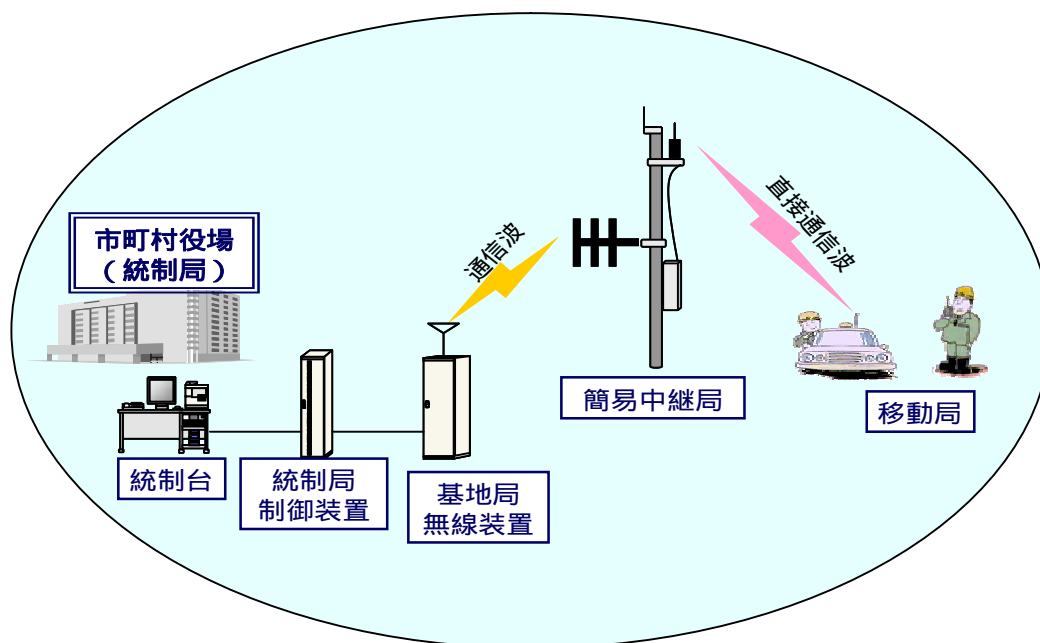 市町村役場
（統制局）
通信波
直接通信波
簡易中継局
移動局
統制台
統制局
制御装置
基地局
無線装置